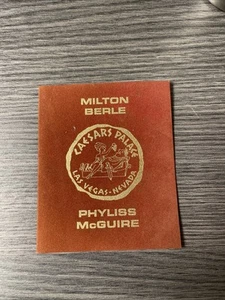 MILTON
BERLE
CAESARS PALACE
LAS VEGAS-NEVADA
PHYLISS
McGUIRE